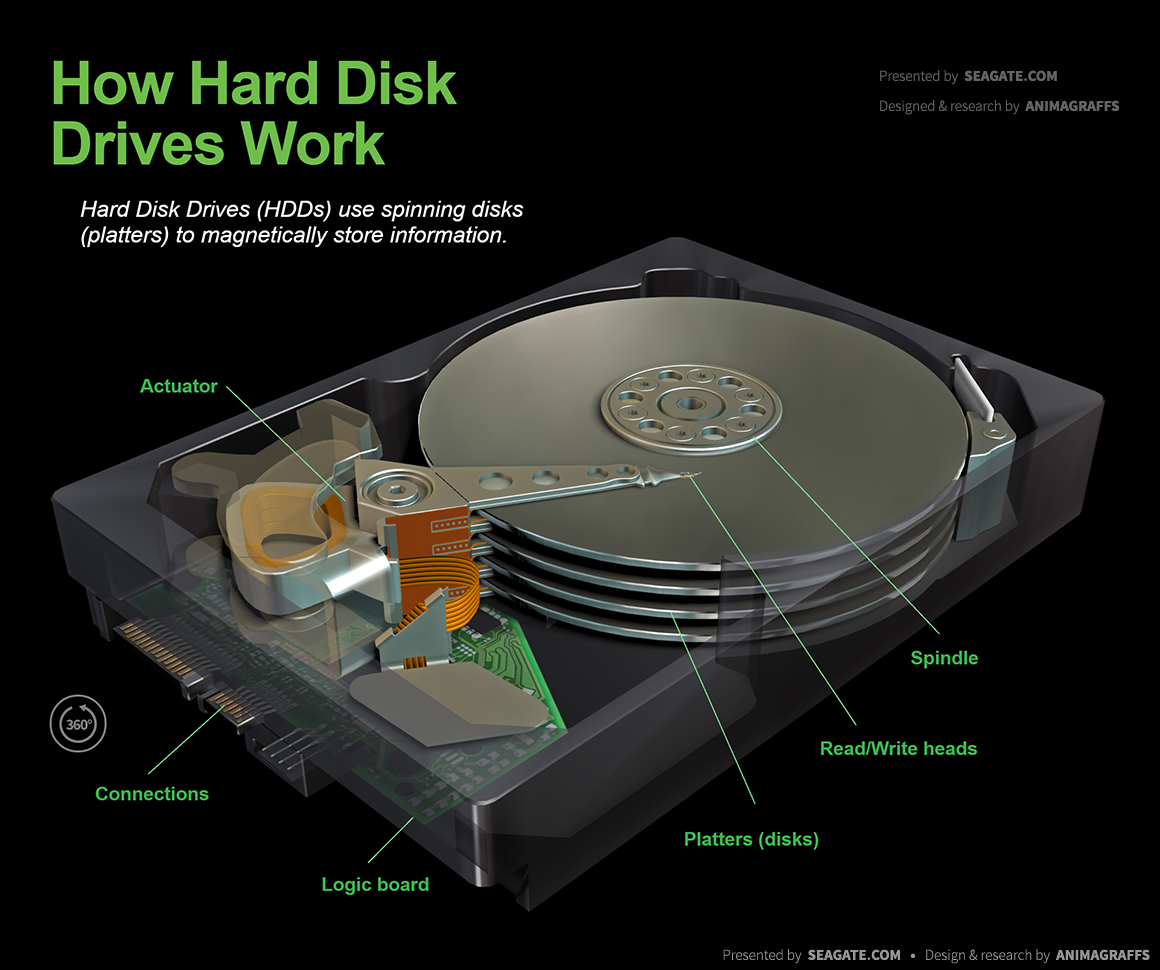 How Hard Disk
Drives Work
Presented by SEAGATE.COM
Designed & research by ANIMAGRAFFS
Hard Disk Drives (HDDs) use spinning disks
(platters) to magnetically store information.
Actuator
Spindle
360°
Read/Write heads
Connections
Platters (disks)
Logic board
Presented by SEAGATE.COM • Design & research by ANIMAGRAFFS